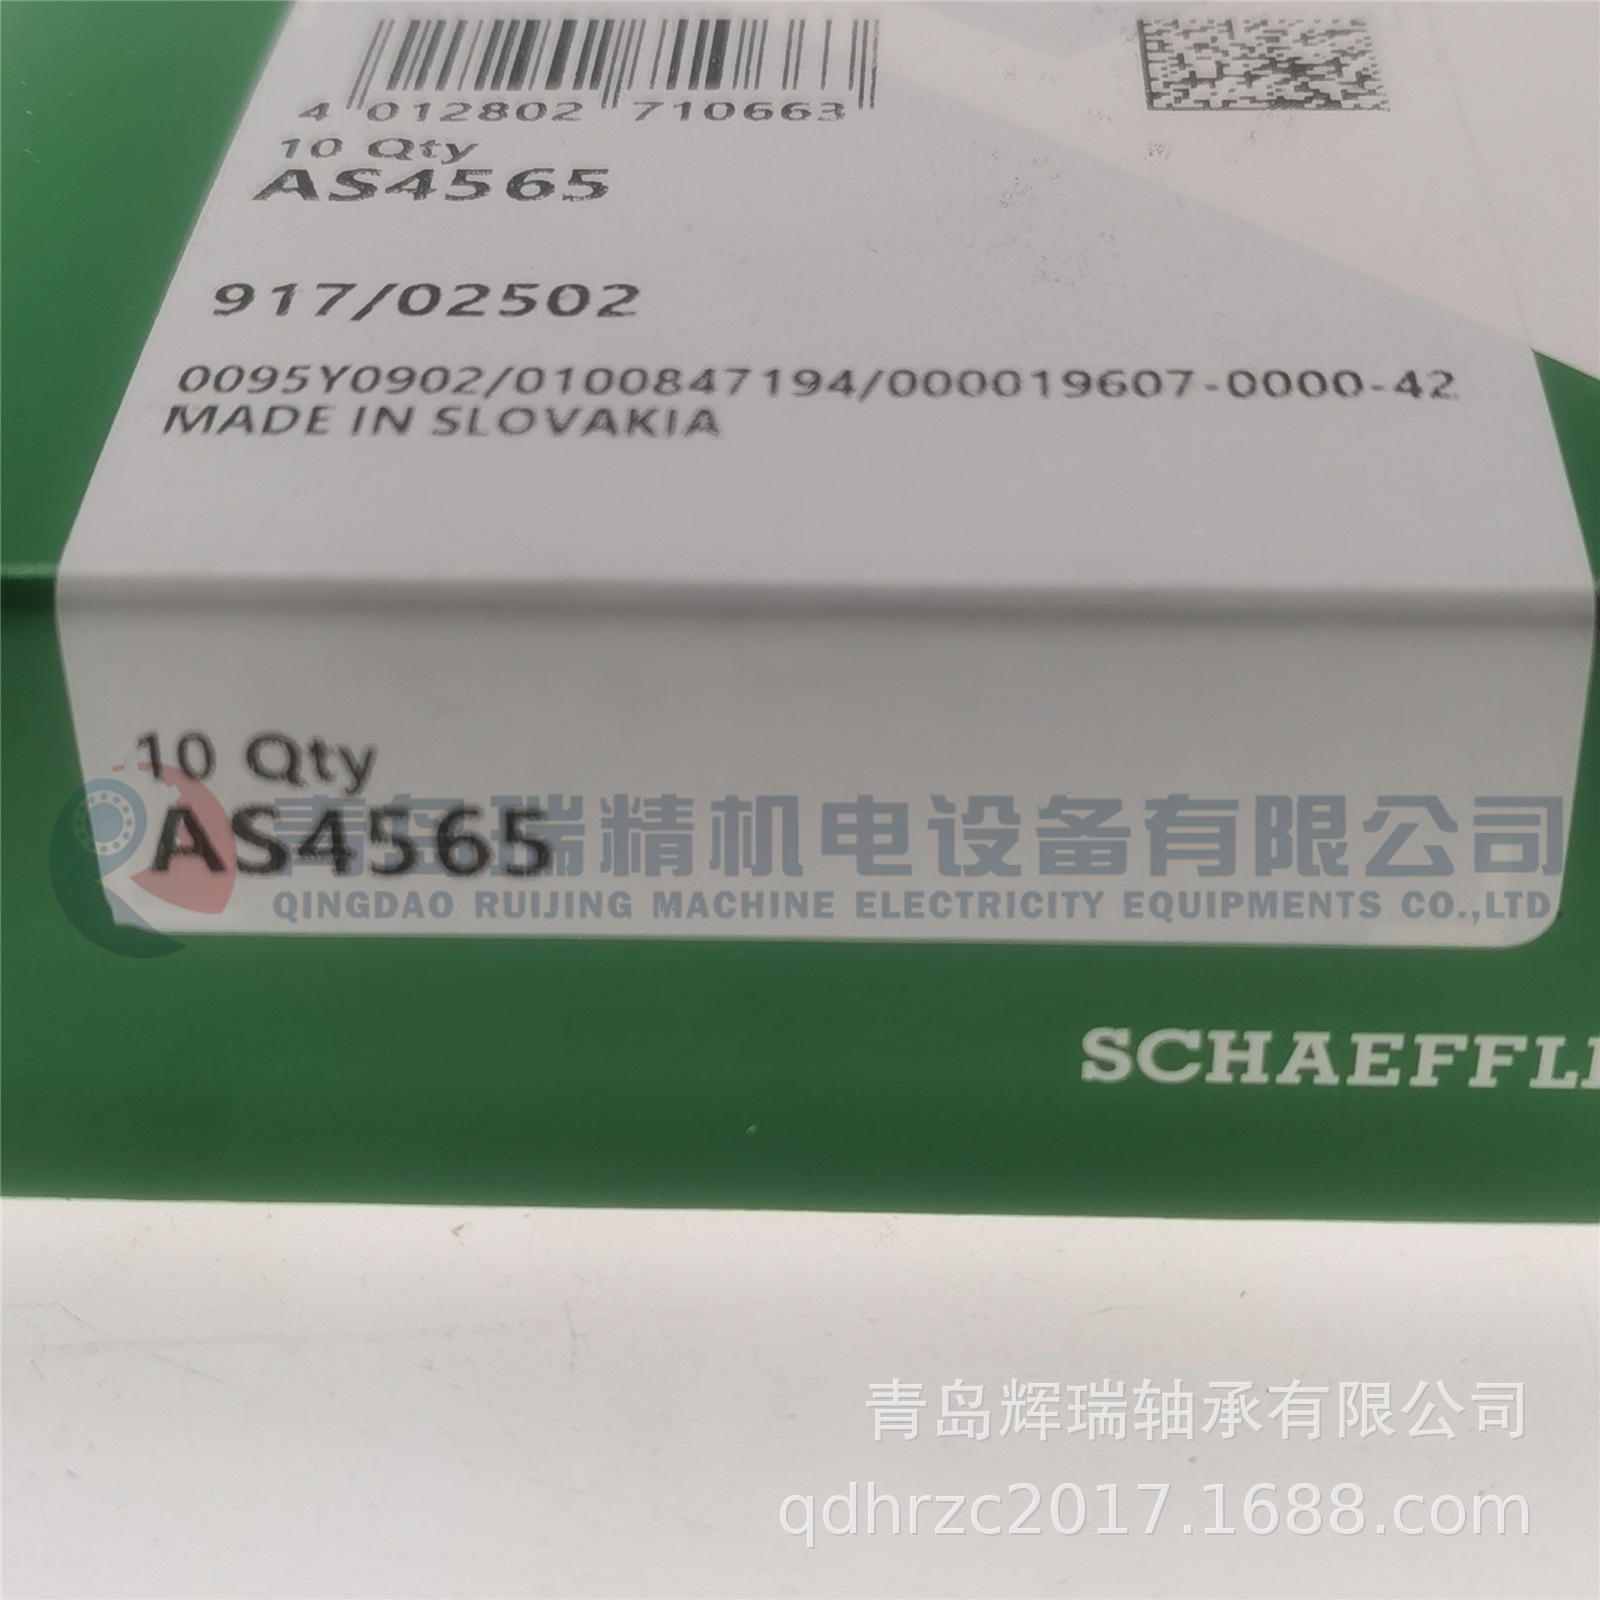 4 012802 710663
10 Qty
AS4565
917/02502
0095Y0902/0100847194/000019607-0000-42
MADE IN SLOVAKIA
10 Qty
AS4565
青岛瑞精机电设备有限公司
QINGDAO RUIJING MACHINE ELECTRICITY EQUIPMENTS CO.,LTD.
SCHAEFFL
青岛辉瑞轴承有限公司
qdhrzc2017.1688.com